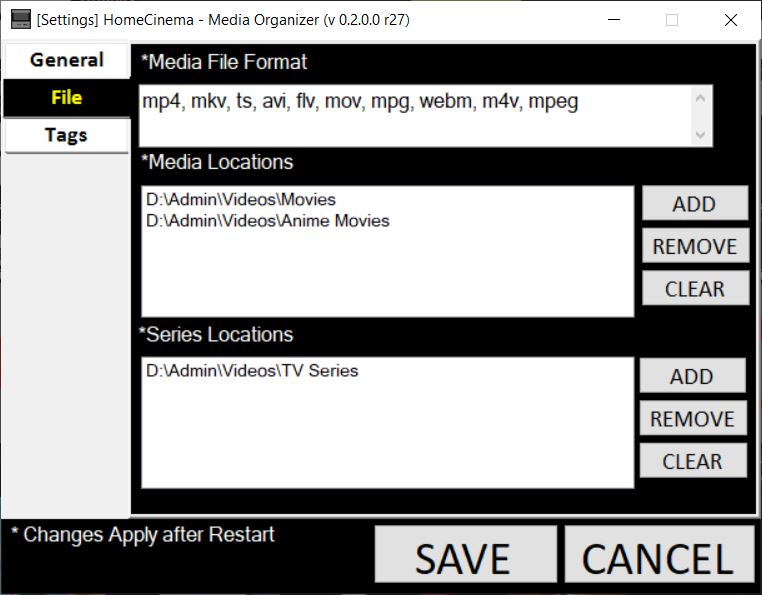 [Settings] HomeCinema - Media Organizer (v 0.2.0.0 r27)
General
File
Tags
*Media File Format
mp4, mkv, ts, avi, flv, mov, mpg, webm, m4v, mpeg
*Media Locations
D:\Admin\Videos\Movies
D:\Admin\Videos\Anime Movies
ADD
REMOVE
CLEAR
*Series Locations
D:\Admin\Videos\TV Series
ADD
REMOVE
CLEAR
* Changes Apply after Restart
SAVE
CANCEL